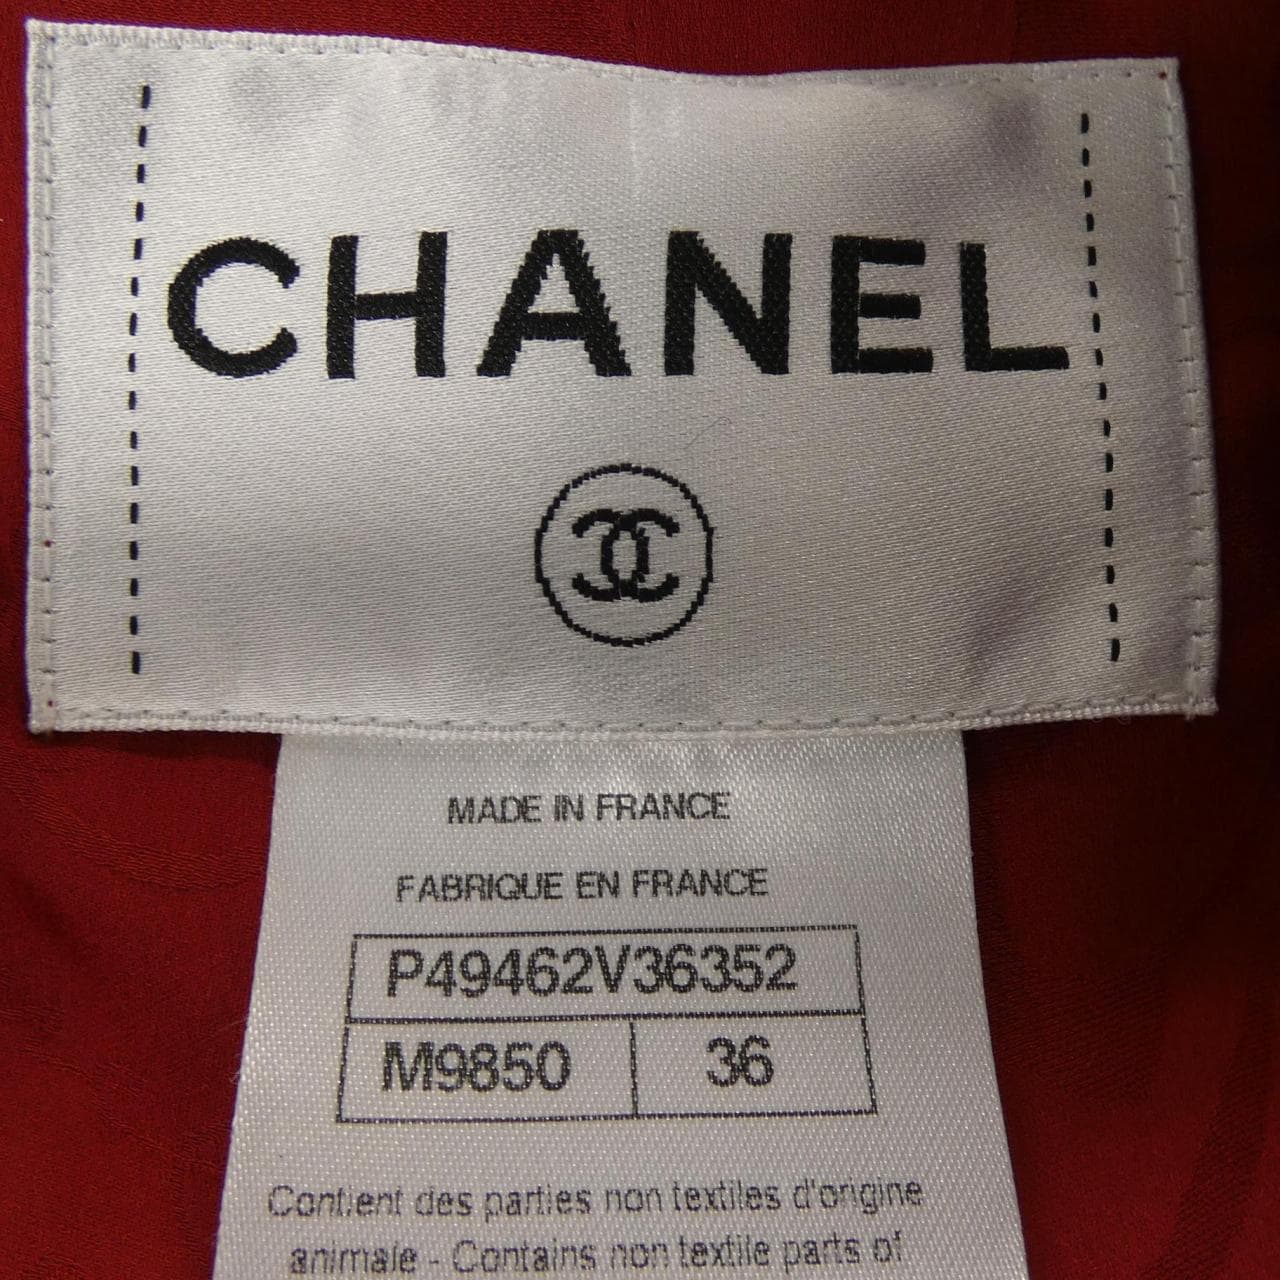 CHANEL
MADE IN FRANCE
FABRIQUE EN FRANCE
P49462V36352
M9850 36
Contient des parties non textiles d'origine
animale - Contains non textile parts of